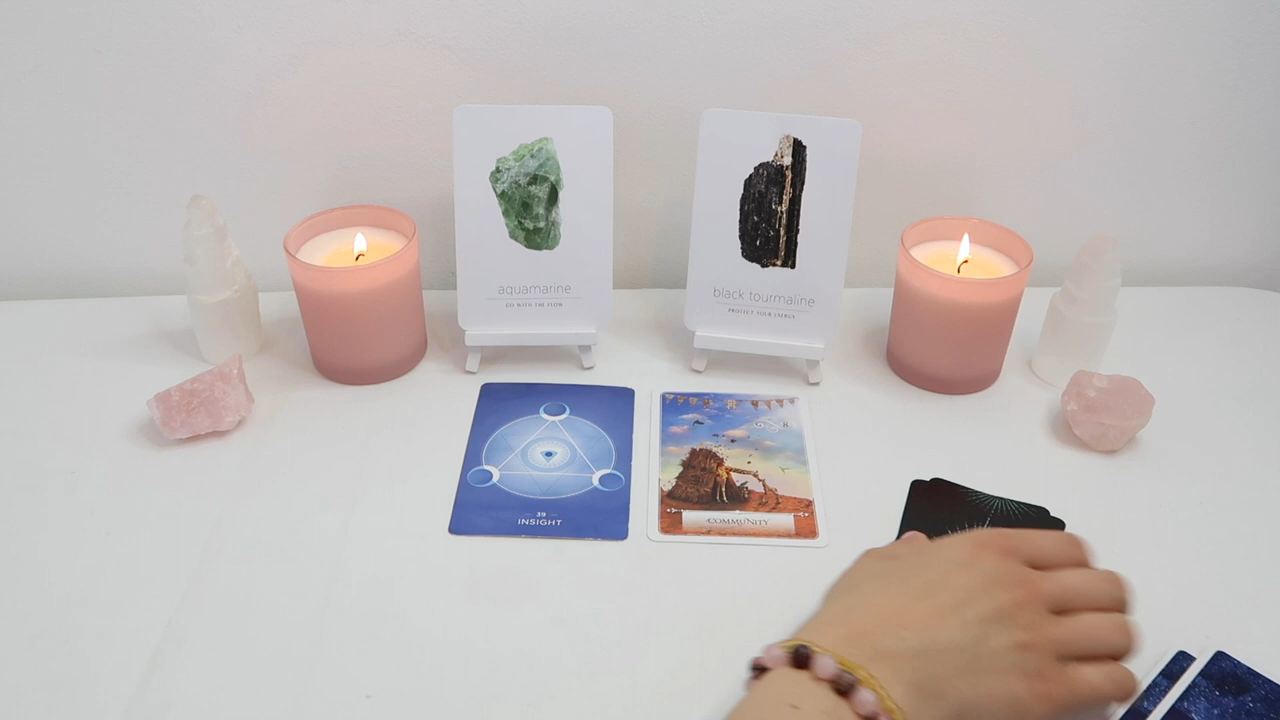 aquamarine
GO WITH THE FLOW
black tourmaline
PROTECT YOUR ENERGY
39
INSIGHT
COMMUNITY